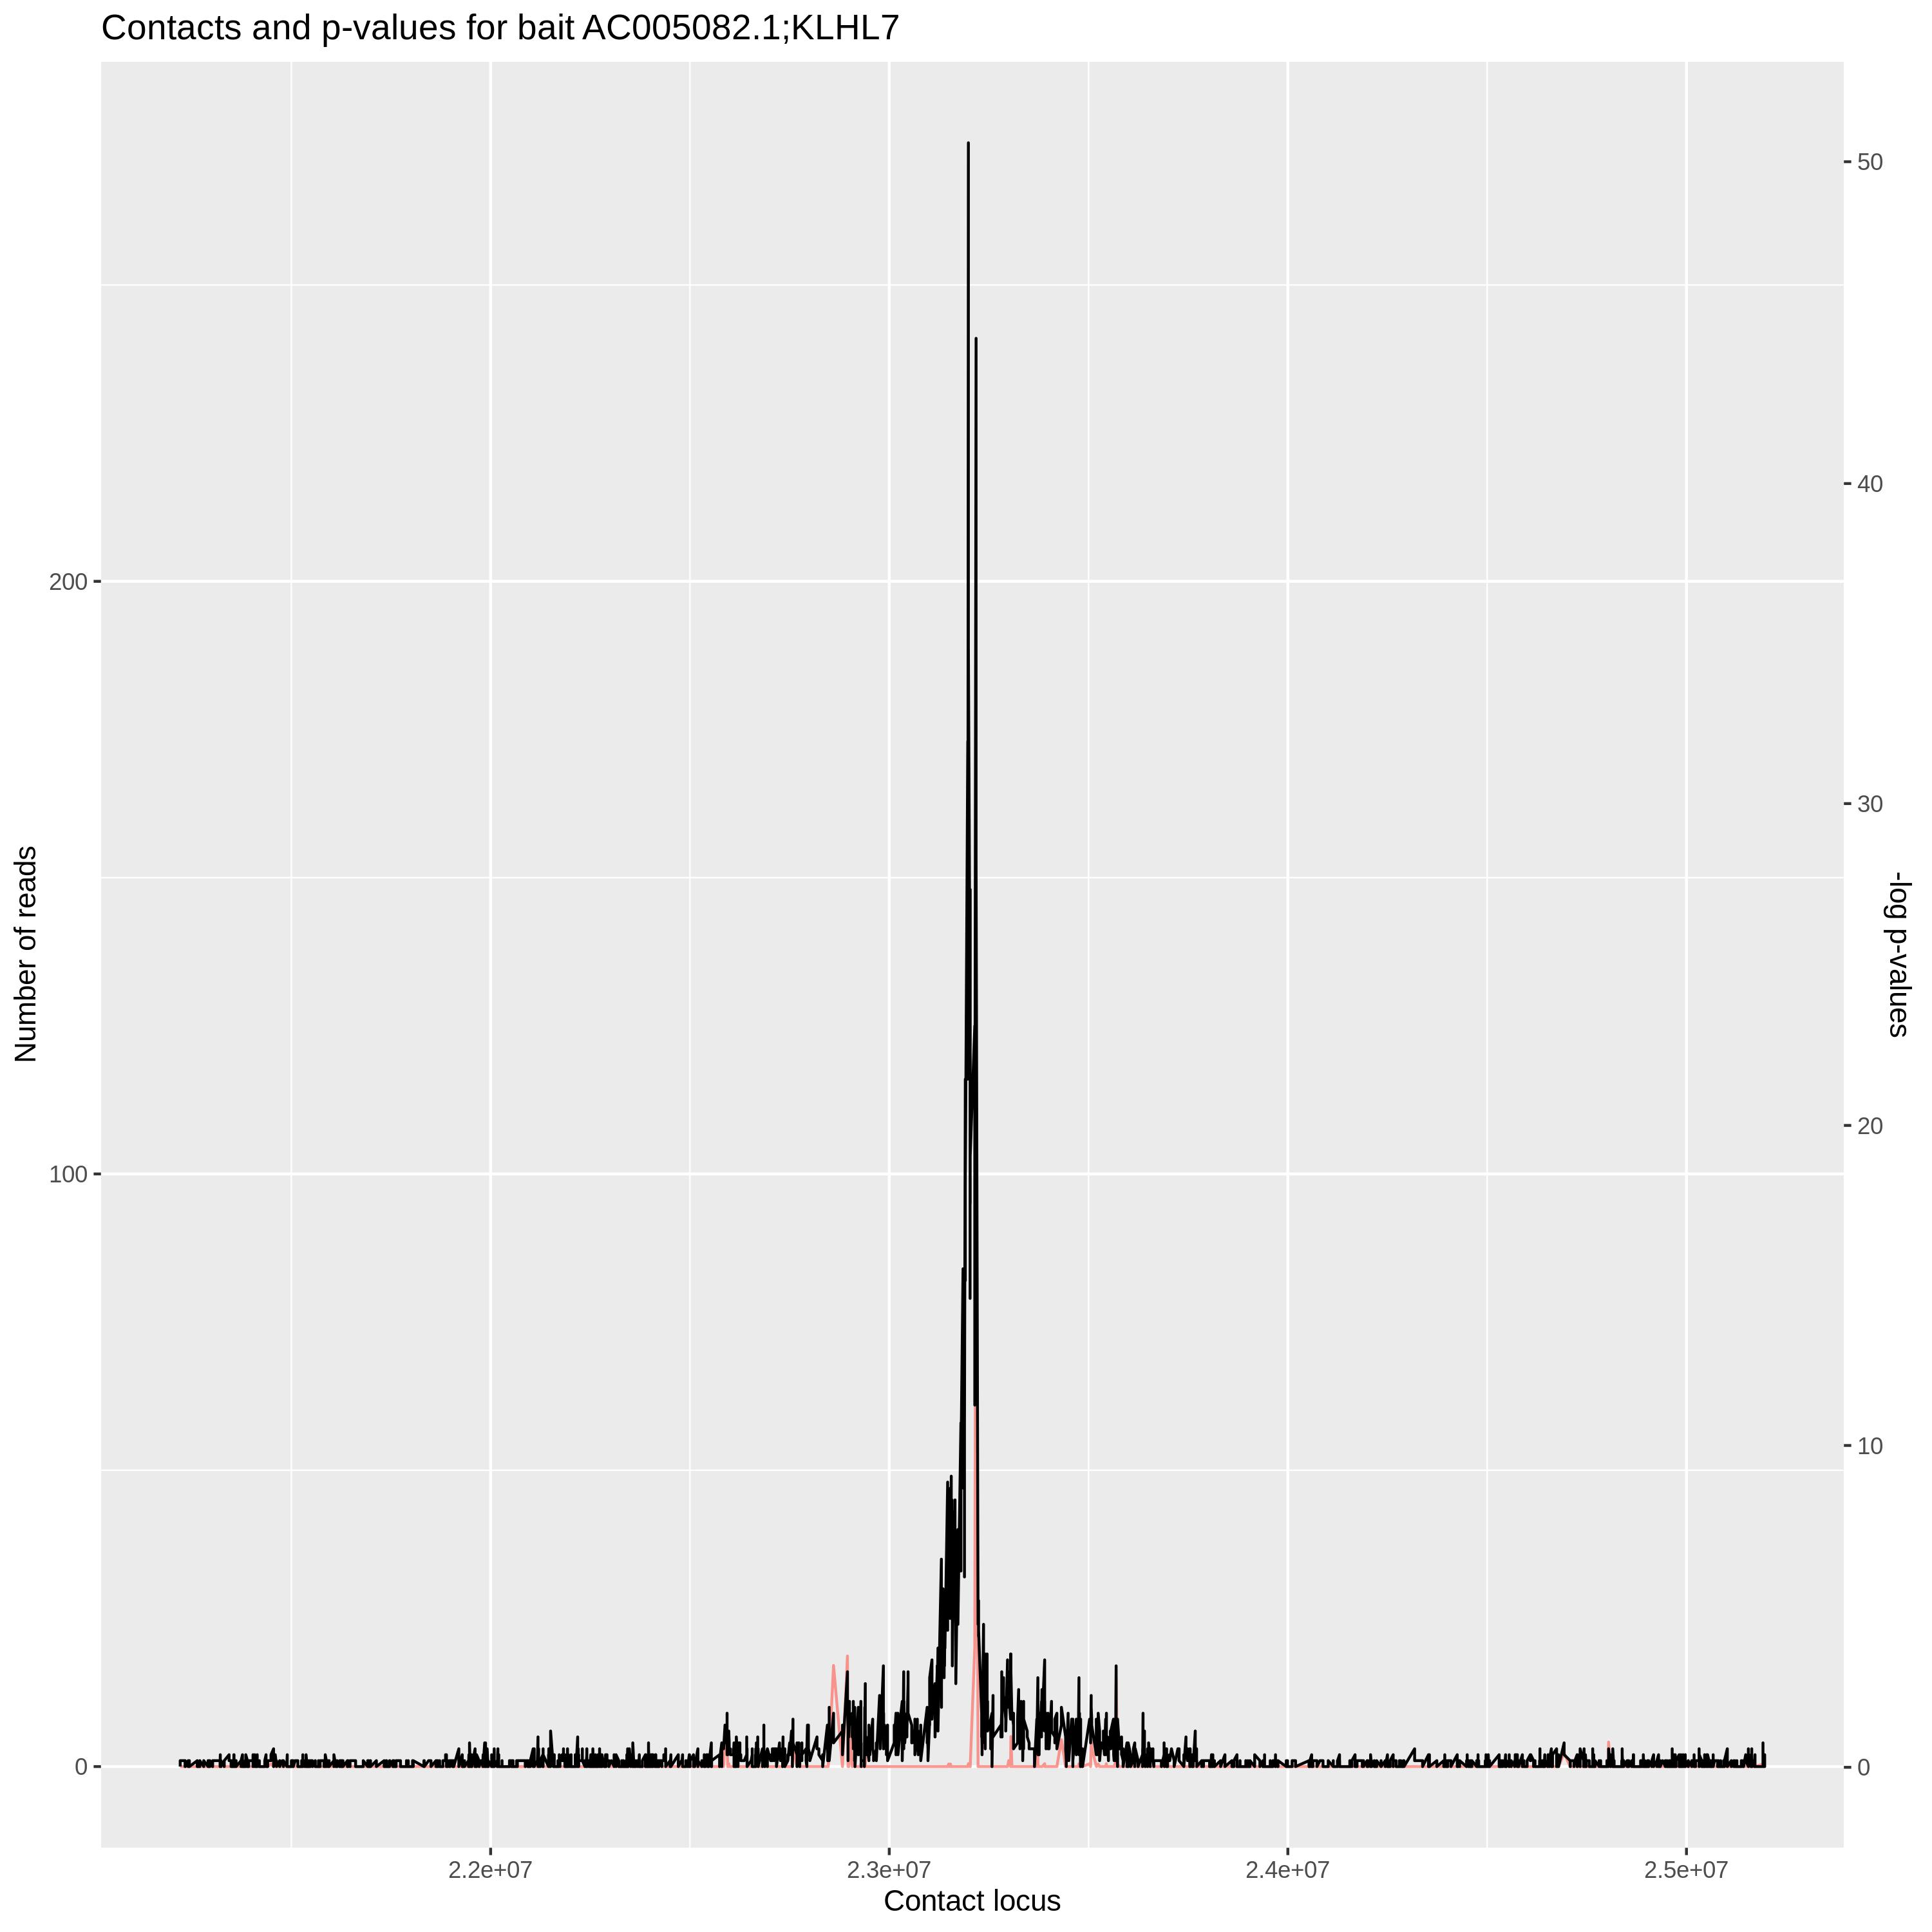 Contacts and p-values for bait AC005082.1;KLHL7
Number of reads
200
100
0
50
40
30
20
10
0
-log p-values
2.2e+07
2.3e+07
2.4e+07
2.5e+07
Contact locus